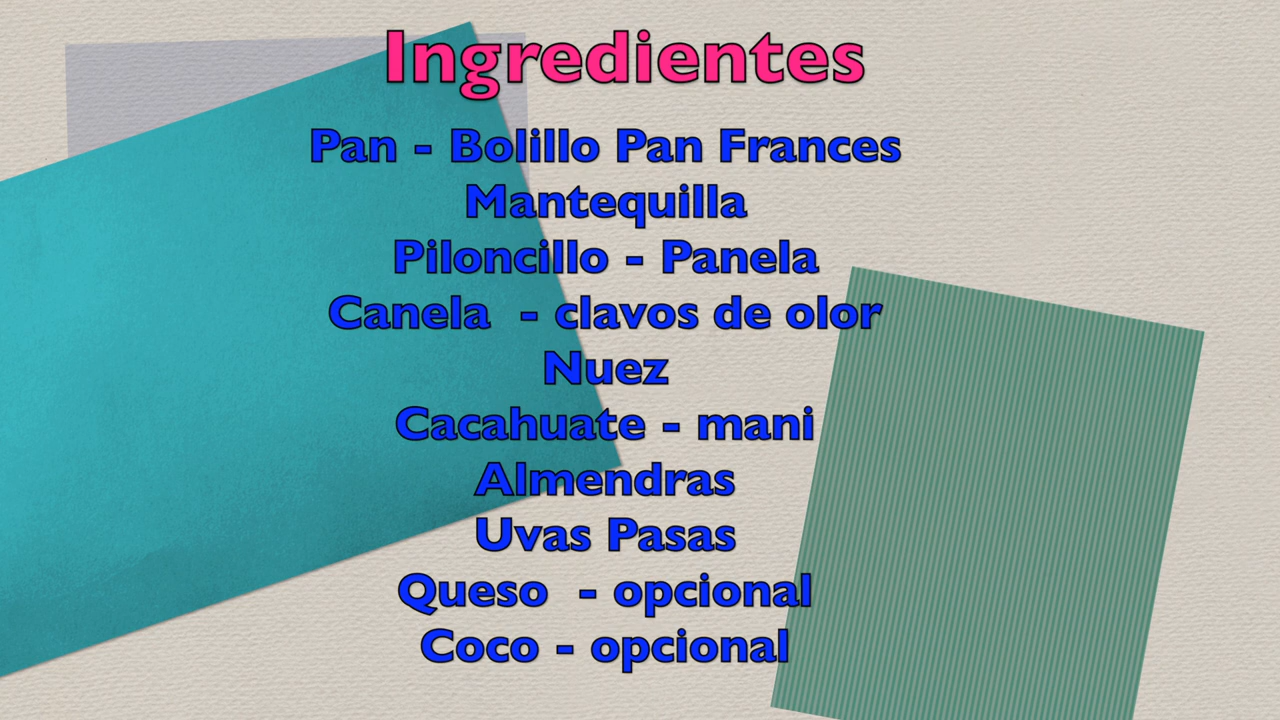 Ingredientes
Pan - Bolillo Pan Frances
Mantequilla
Piloncillo - Panela
Canela  - clavos de olor
Nuez
Cacahuate - mani
Almendras
Uvas Pasas
Queso  - opcional
Coco - opcional